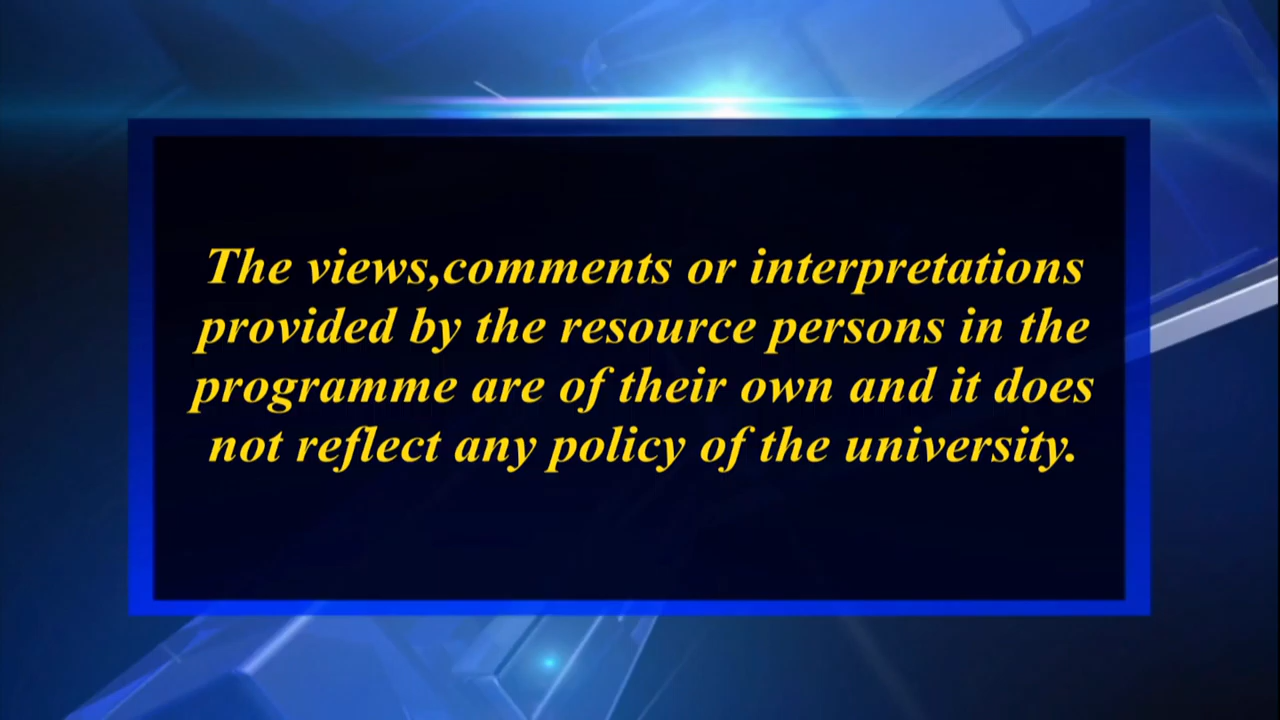 The views,comments or interpretations
provided by the resource persons in the
programme are of their own and it does
not reflect any policy of the university.